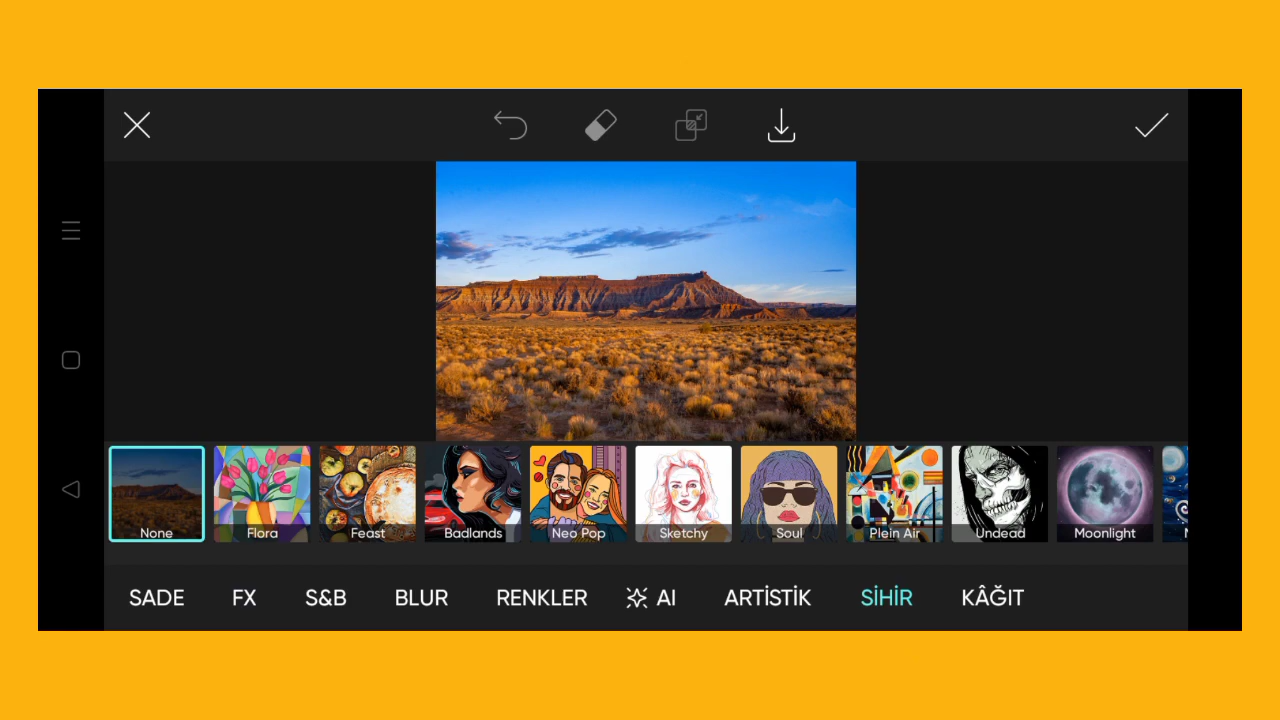 None Flora Feast Badlands Neo Pop Sketchy Soul Plein Air Undead Moonlight
SADE FX S&B BLUR RENKLER AI ARTİSTİK SİHİR KÂĞIT